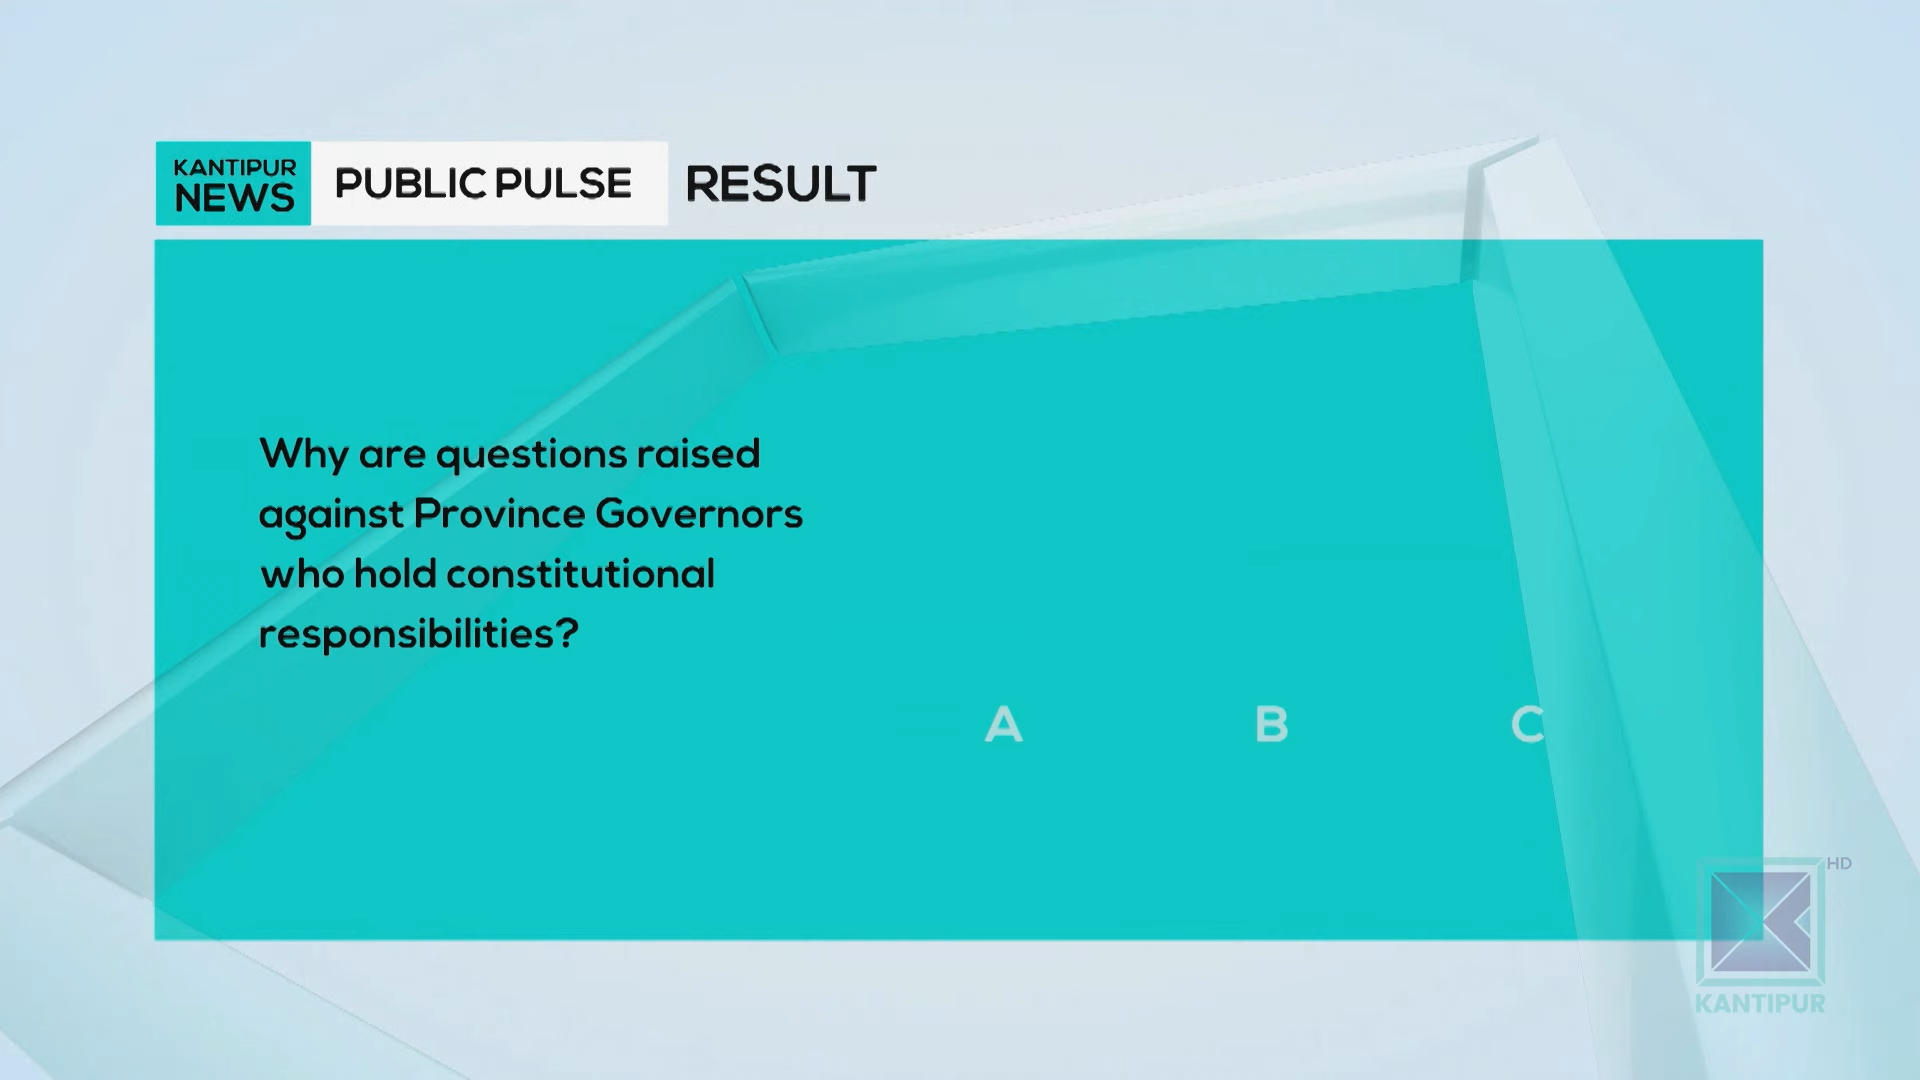 KANTIPUR
NEWS
PUBLIC PULSE
RESULT
Why are questions raised
against Province Governors
who hold constitutional
responsibilities?
A B C
HD
KANTIPUR